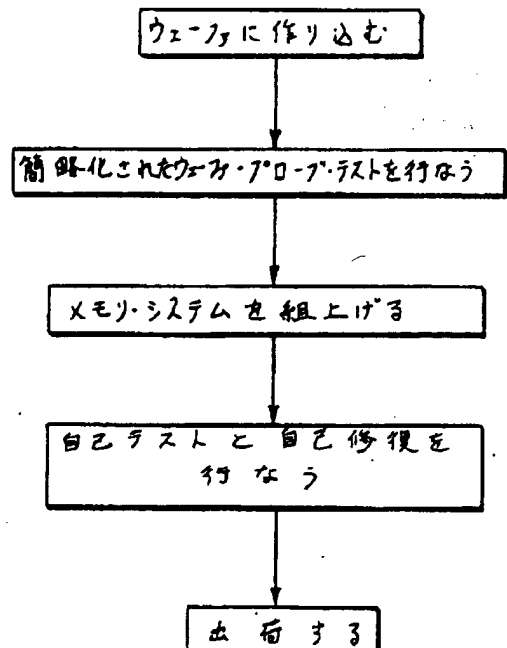 ウェーファに作り込む
簡略化されたウェーファ・プローブ・テストを行なう
メモリ・システムを組上げる
自己テストと自己修復を
行なう
出荷する